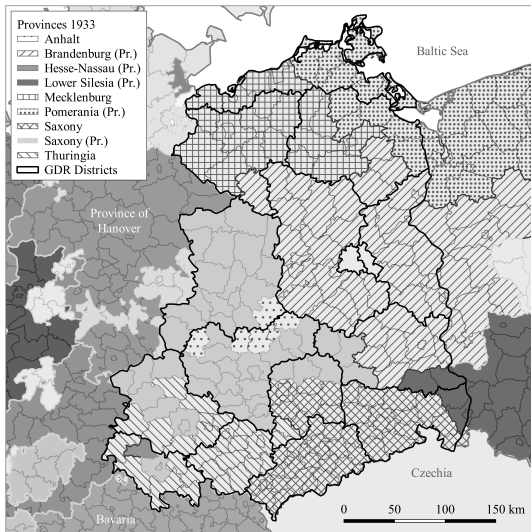 Provinces 1933
Anhalt
Brandenburg (Pr.)
Hesse-Nassau (Pr.)
Lower Silesia (Pr.)
Mecklenburg
Pomerania (Pr.)
Saxony
Saxony (Pr.)
Thuringia
GDR Districts
Baltic Sea
Province of
Hanover
Czechia
Bavaria
0 50 100 150 km